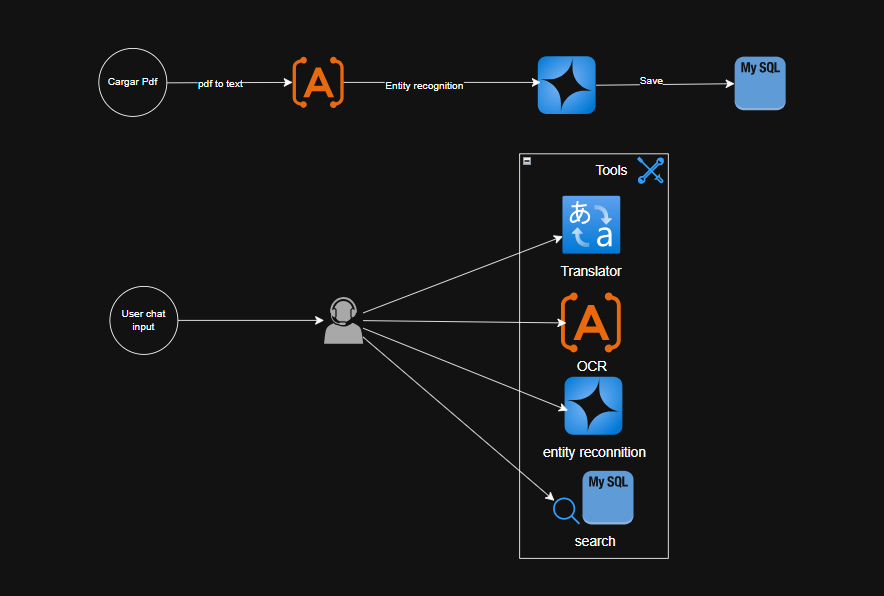 Cargar Pdf
pdf to text
A
Entity recognition
Save
My SQL
Tools
あ
a
Translator
User chat
input
A
OCR
entity reconnition
My SQL
search